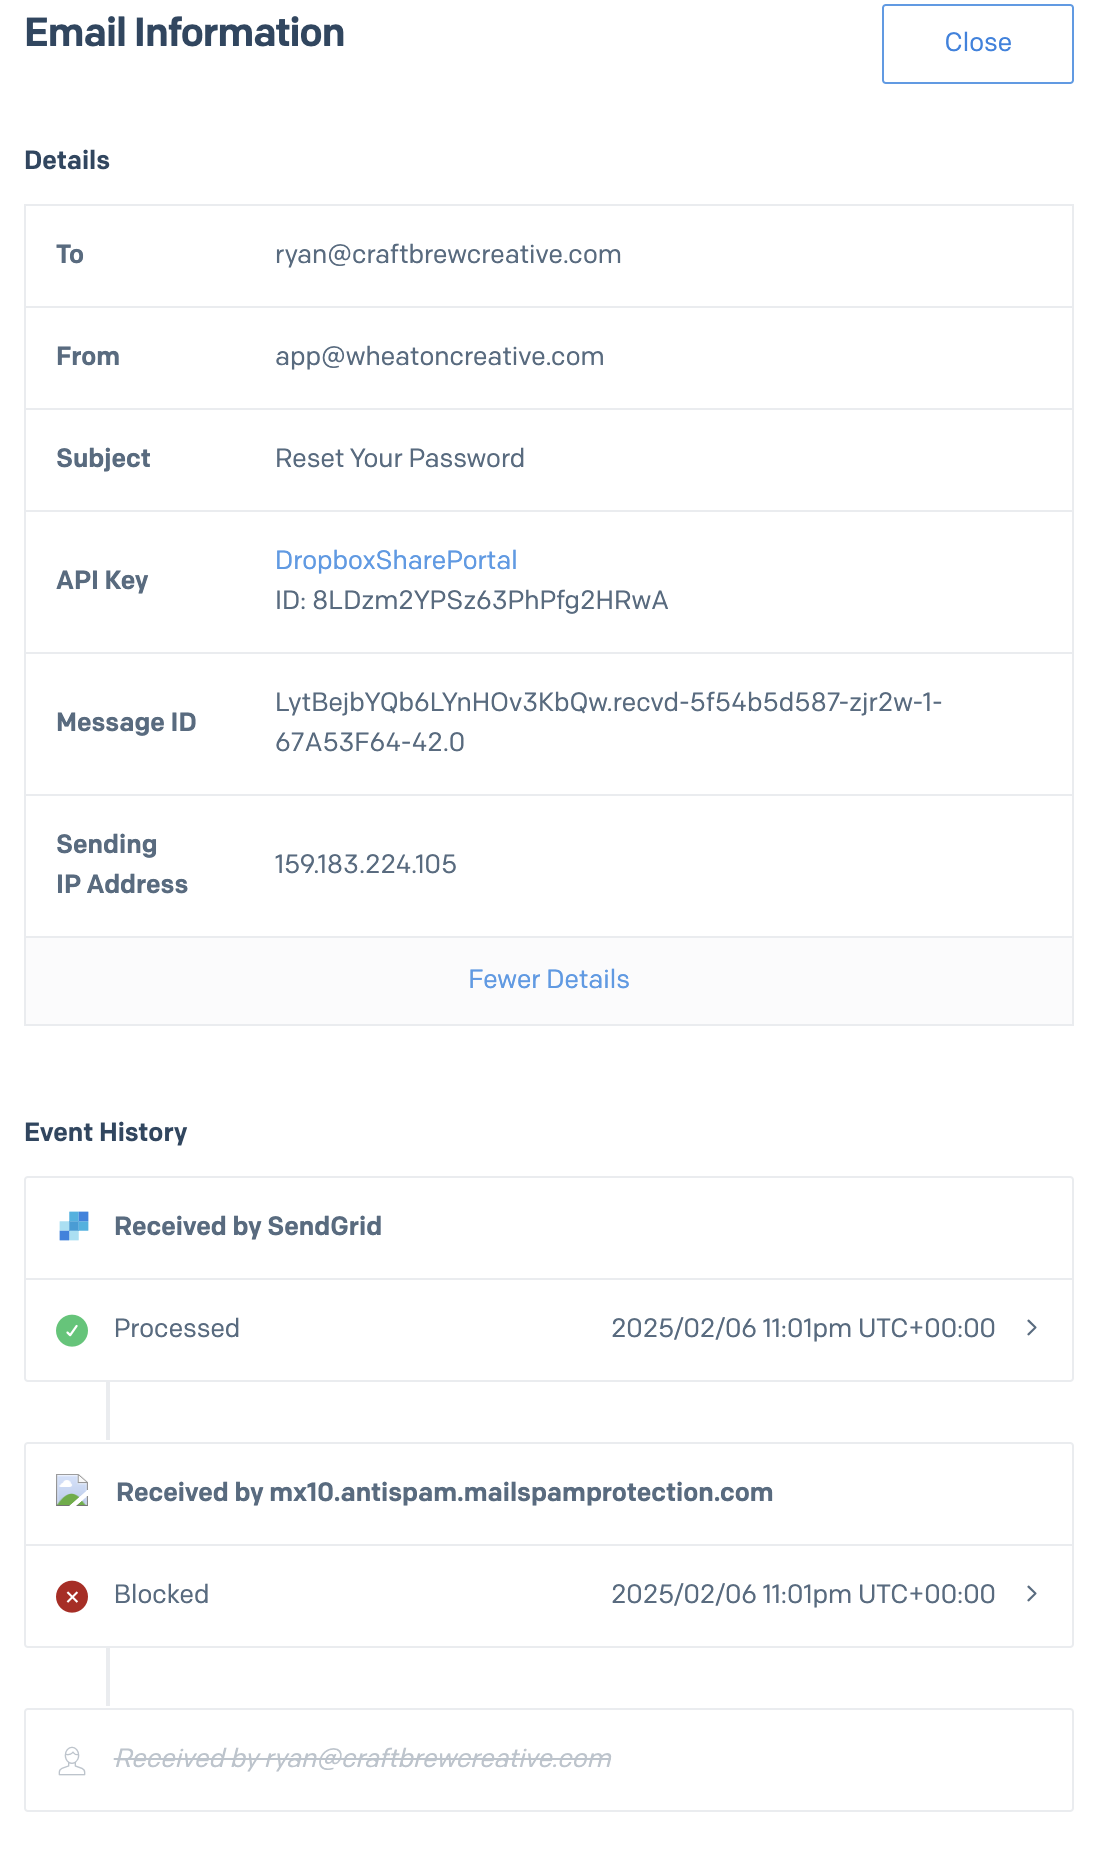 Email Information
Close
Details
To
ryan@craftbrewcreative.com
From
app@wheatoncreative.com
Subject
Reset Your Password
API Key
DropboxSharePortal
ID: 8LDzm2YPSz63PhPfg2HRwA
Message ID
LytBejbYQb6LYnHOv3KbQw.recvd-5f54b5d587-zjr2w-1-
67A53F64-42.0
Sending
IP Address
159.183.224.105
Fewer Details
Event History
Received by SendGrid
Processed
2025/02/06 11:01pm UTC+00:00
Received by mx10.antispam.mailspamprotection.com
Blocked
2025/02/06 11:01pm UTC+00:00
Received by ryan@craftbrewcreative.com